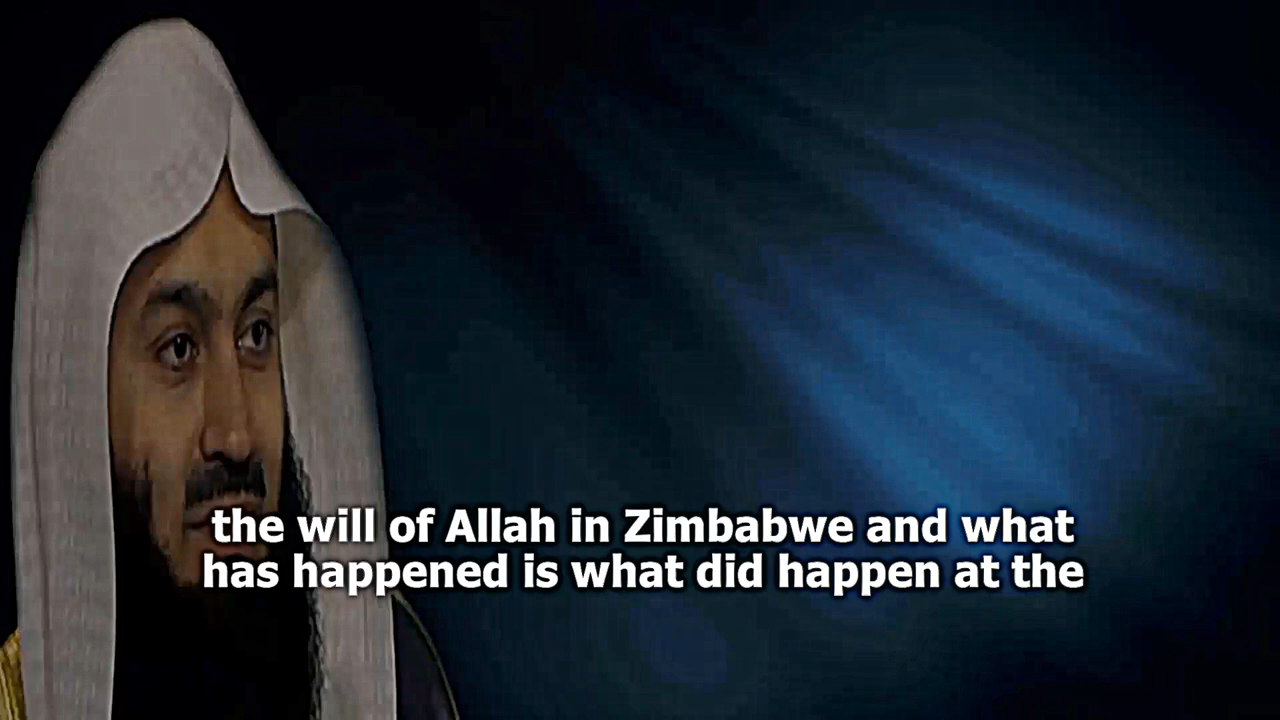 the will of Allah in Zimbabwe and what
has happened is what did happen at the